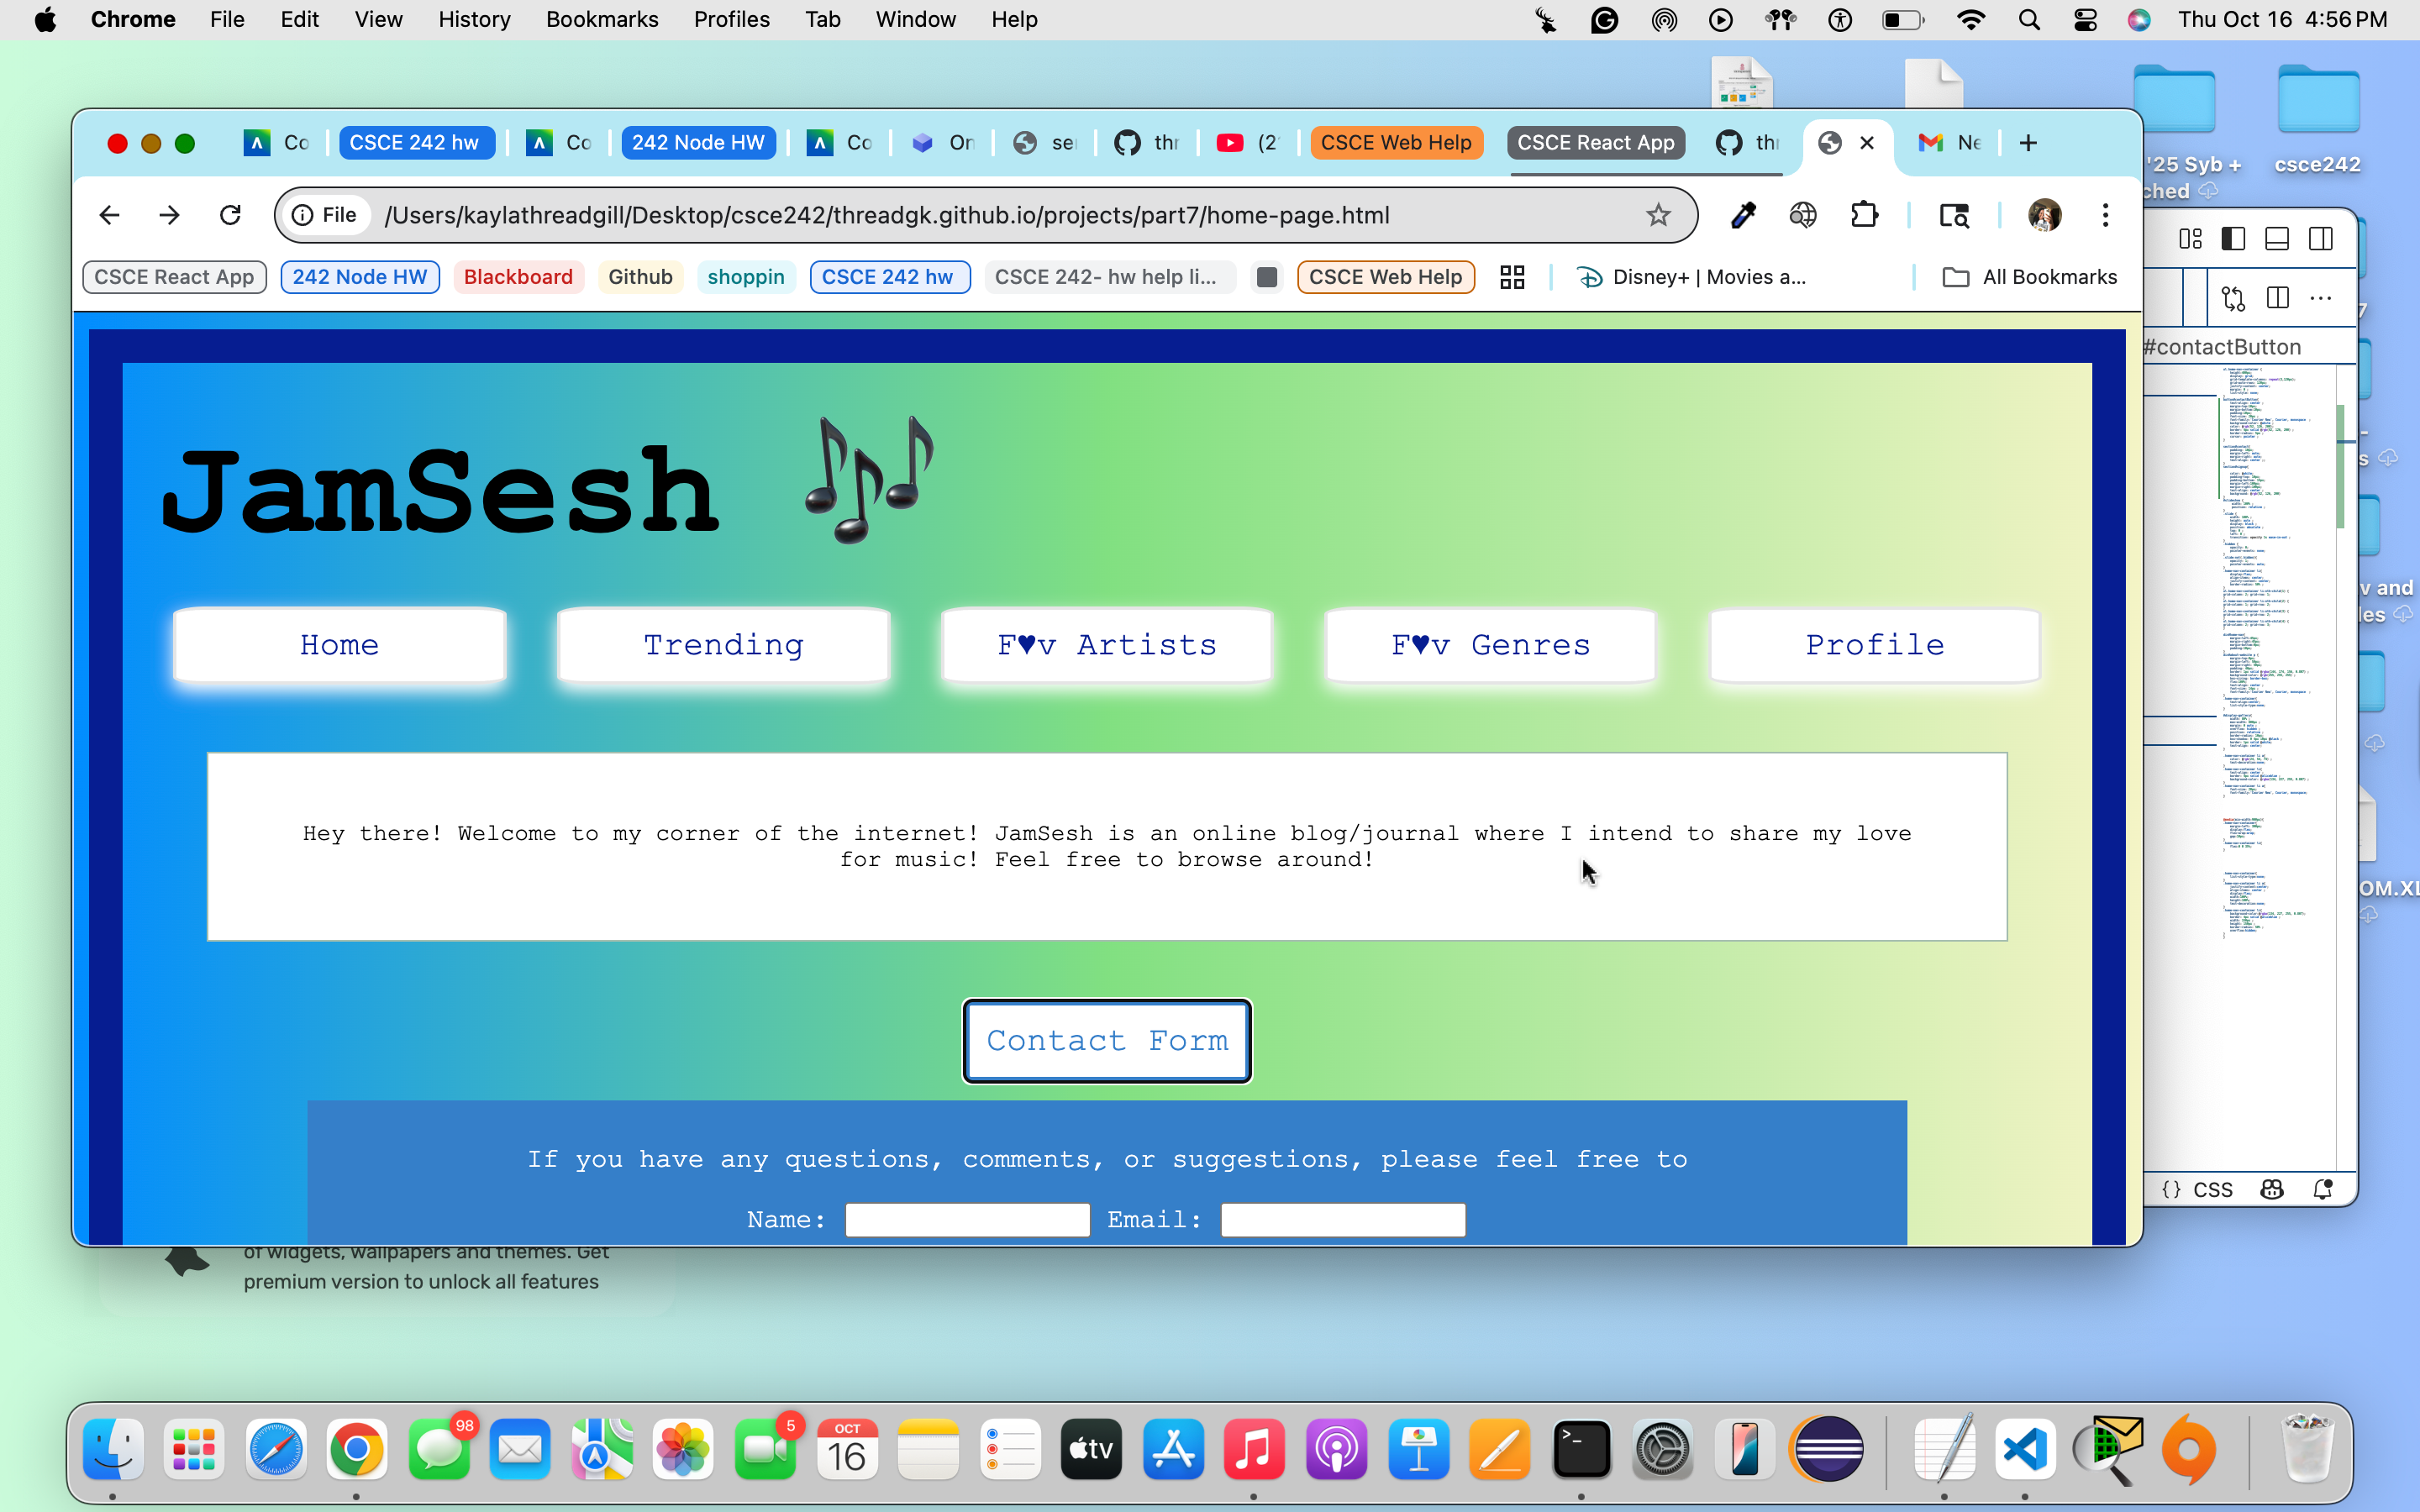 Chrome File Edit View History Bookmarks Profiles Tab Window Help Thu Oct 16 4:56 PM
Co CSCE 242 hw Co 242 Node HW Co Or se thr (2 CSCE Web Help CSCE React App th Ne
'25 Syb + csce242
ched
File /Users/kaylathreadgill/Desktop/csce242/threadgk.github.io/projects/part7/home-page.html
CSCE React App 242 Node HW Blackboard Github shoppin CSCE 242 hw CSCE 242- hw help li... CSCE Web Help Disney+ | Movies a... All Bookmarks
#contactButton
JamSesh
Home Trending F♥v Artists F♥v Genres Profile
Hey there! Welcome to my corner of the internet! JamSesh is an online blog/journal where I intend to share my love
for music! Feel free to browse around!
Contact Form
If you have any questions, comments, or suggestions, please feel free to
Name: Email:
{} CSS
v and
les
OM.XL
of widgets, wallpapers and themes. Get
premium version to unlock all features
98 5 OCT 16 tv